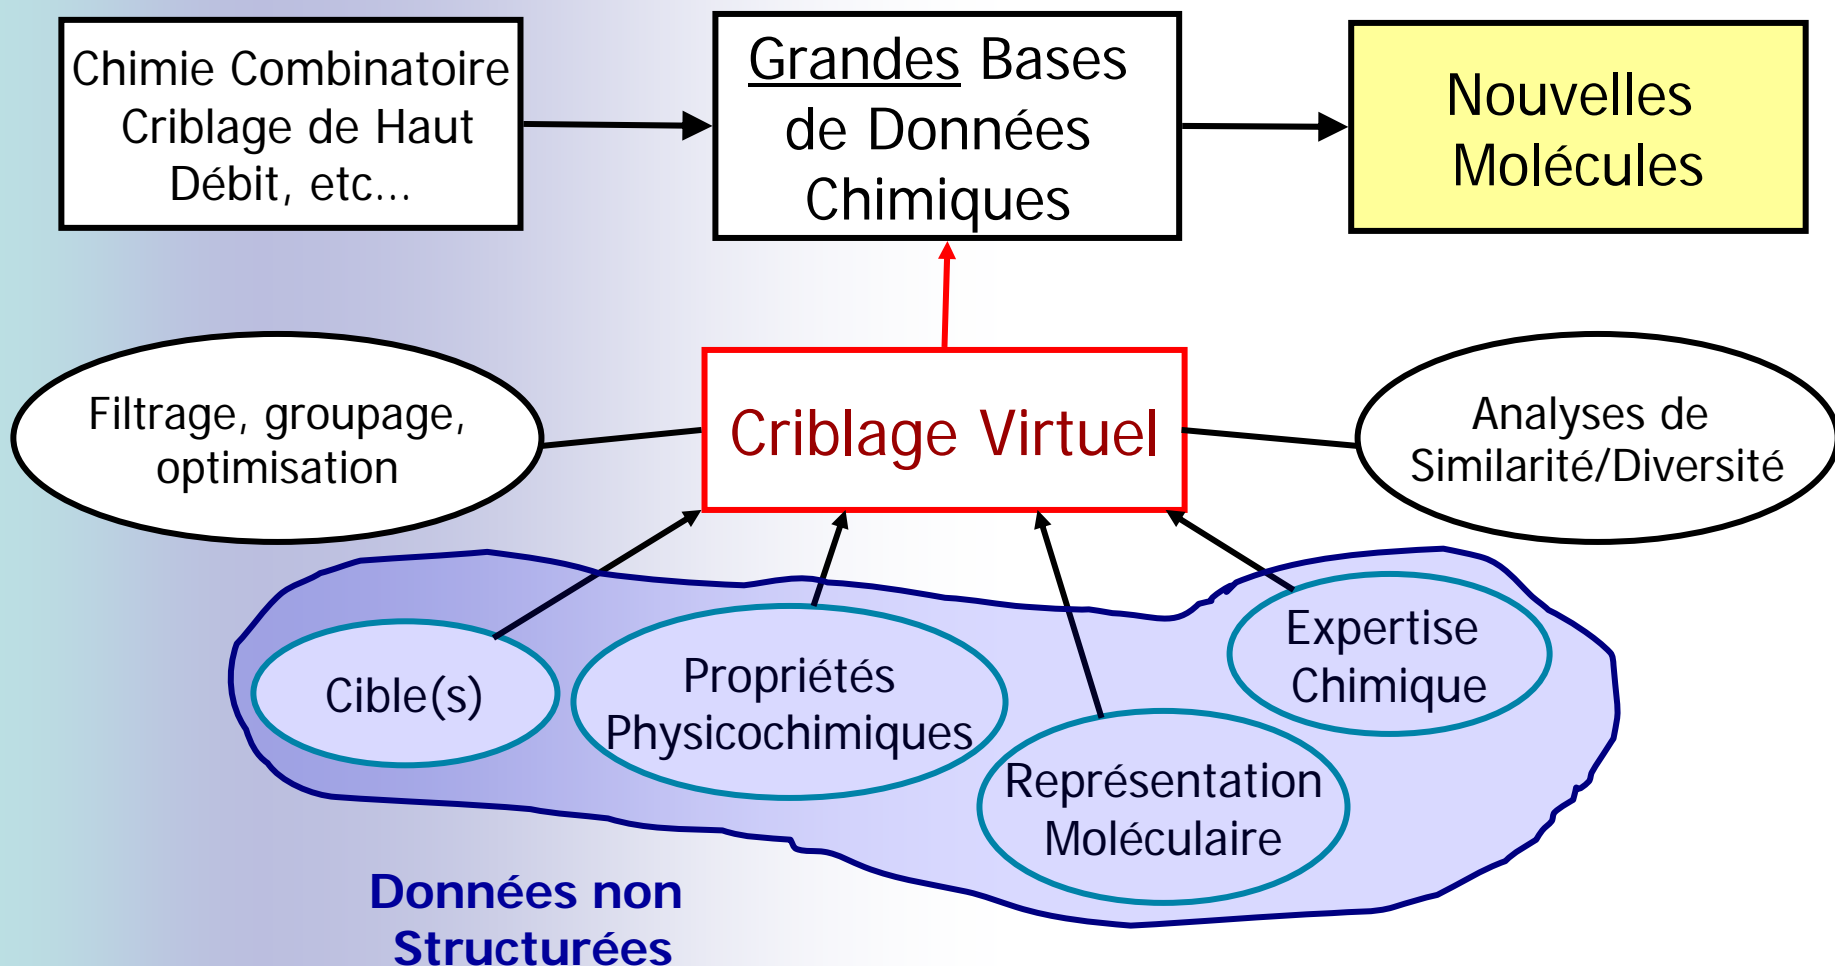 Chimie Combinatoire
Criblage de Haut
Débit, etc...
Grandes Bases
de Données
Chimiques
Nouvelles
Molécules
Filtrage, groupage,
optimisation
Criblage Virtuel
Analyses de
Similarité/Diversité
Cible(s)
Propriétés
Physicochimiques
Représentation
Moléculaire
Expertise
Chimique
Données non
Structurées